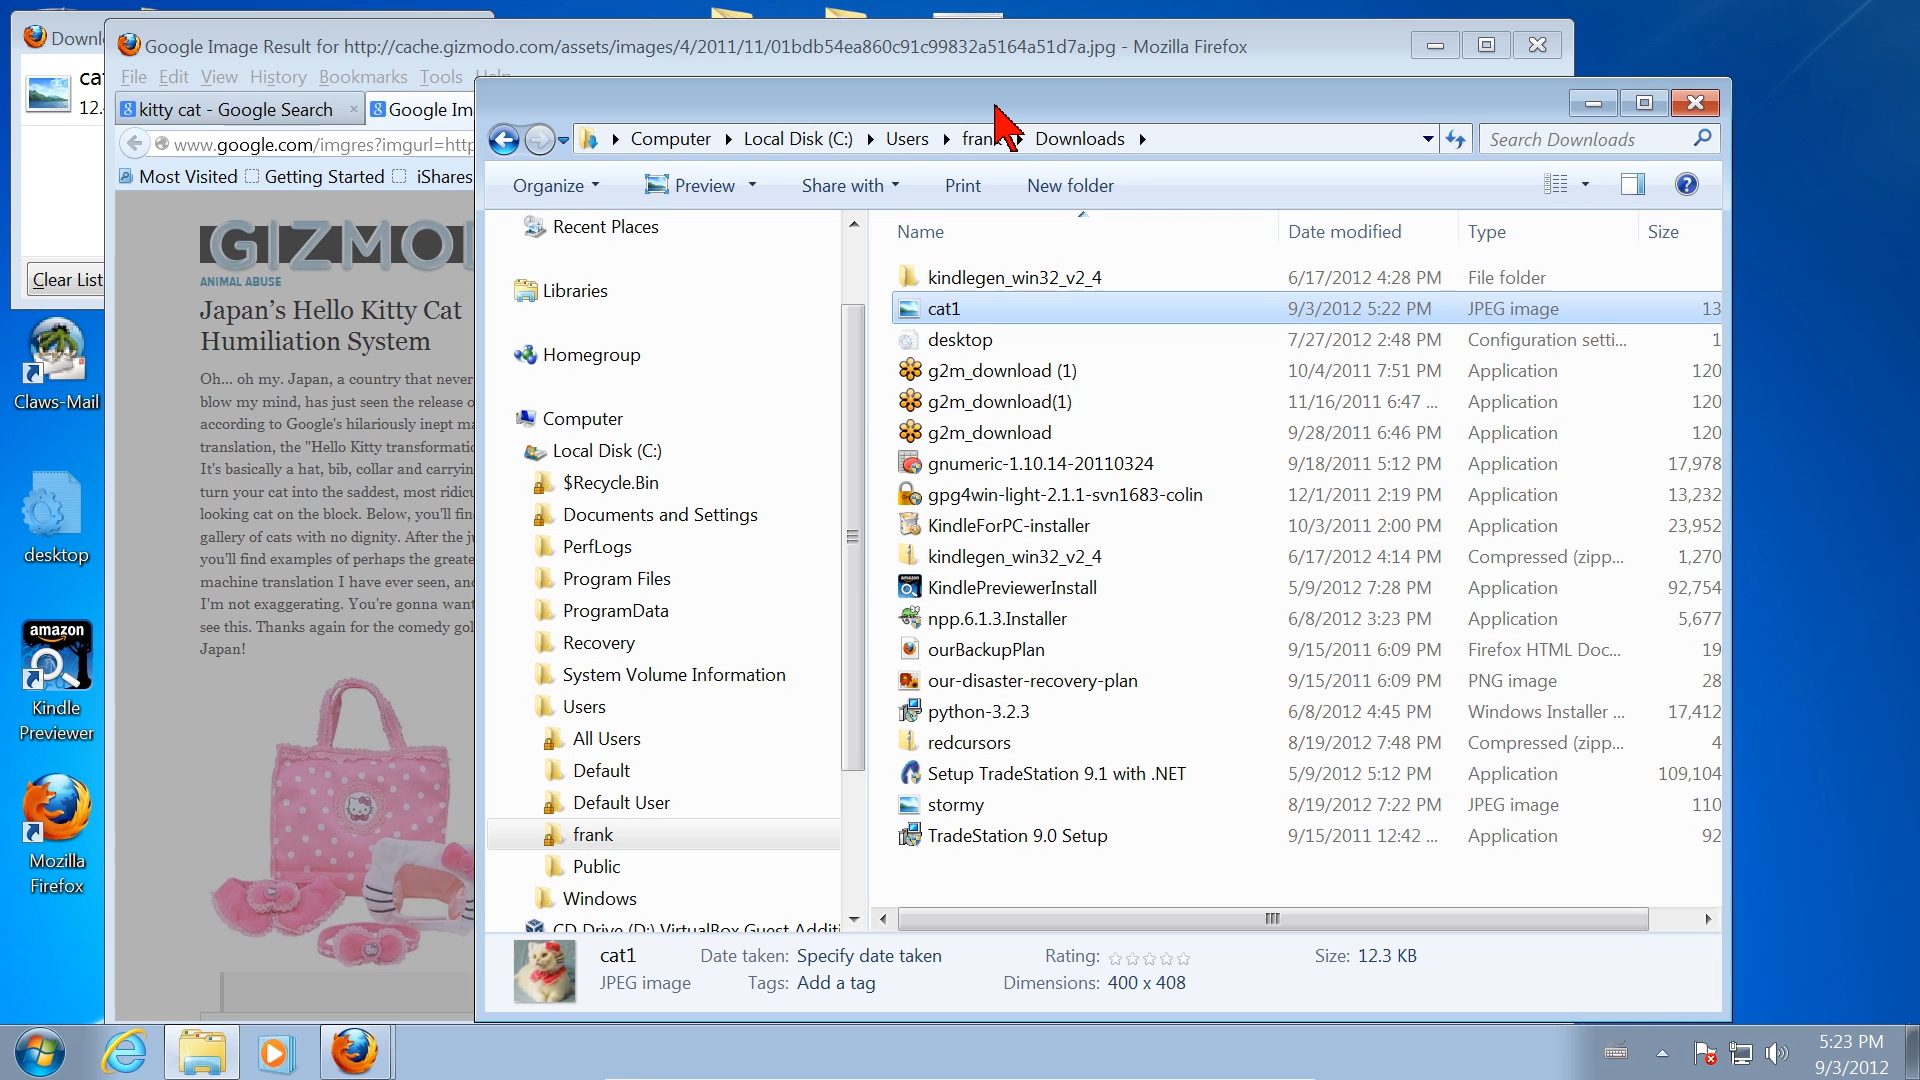 Downl
Google Image Result for http://cache.gizmodo.com/assets/images/4/2011/11/01bdb54ea860c91c99832a5164a51d7a.jpg - Mozilla Firefox
ca
12.
Clear List
File Edit View History Bookmarks Tools Help
kitty cat - Google Search ×
Google Im
www.google.com/imgres?imgurl=http
Most Visited Getting Started iShares
GIZMOD
ANIMAL ABUSE
Japan’s Hello Kitty Cat
Humiliation System
Oh... oh my. Japan, a country that never
blow my mind, has just seen the release o
according to Google's hilariously inept ma
translation, the "Hello Kitty transformatio
It's basically a hat, bib, collar and carryin
turn your cat into the saddest, most ridicu
looking cat on the block. Below, you'll fin
gallery of cats with no dignity. After the ju
you'll find examples of perhaps the greate
machine translation I have ever seen, and
I'm not exaggerating. You're gonna want
see this. Thanks again for the comedy gol
Japan!
Computer Local Disk (C:) Users frank Downloads
Search Downloads
Organize Preview Share with Print New folder
Recent Places
Libraries
Homegroup
Computer
Local Disk (C:)
$Recycle.Bin
Documents and Settings
PerfLogs
Program Files
ProgramData
Recovery
System Volume Information
Users
All Users
Default
Default User
frank
Public
Windows
CD Drive (D:) VirtualBox Guest Additi
Name Date modified Type Size
kindlegen_win32_v2_4 6/17/2012 4:28 PM File folder
cat1 9/3/2012 5:22 PM JPEG image 13
desktop 7/27/2012 2:48 PM Configuration setti... 1
g2m_download (1) 10/4/2011 7:51 PM Application 120
g2m_download(1) 11/16/2011 6:47 ... Application 120
g2m_download 9/28/2011 6:46 PM Application 120
gnumeric-1.10.14-20110324 9/18/2011 5:12 PM Application 17,978
gpg4win-light-2.1.1-svn1683-colin 12/1/2011 2:19 PM Application 13,232
KindleForPC-installer 10/3/2011 2:00 PM Application 23,952
kindlegen_win32_v2_4 6/17/2012 4:14 PM Compressed (zipp... 1,270
KindlePreviewerInstall 5/9/2012 7:28 PM Application 92,754
npp.6.1.3.Installer 6/8/2012 3:23 PM Application 5,677
ourBackupPlan 9/15/2011 6:09 PM Firefox HTML Doc... 19
our-disaster-recovery-plan 9/15/2011 6:09 PM PNG image 28
python-3.2.3 6/8/2012 4:45 PM Windows Installer ... 17,412
redcursors 8/19/2012 7:48 PM Compressed (zipp... 4
Setup TradeStation 9.1 with .NET 5/9/2012 5:12 PM Application 109,104
stormy 8/19/2012 7:22 PM JPEG image 110
TradeStation 9.0 Setup 9/15/2011 12:42 ... Application 92
cat1 Date taken: Specify date taken Rating: Size: 12.3 KB
JPEG image Tags: Add a tag Dimensions: 400 x 408
Claws-Mail
desktop
amazon
Kindle
Previewer
Mozilla
Firefox
5:23 PM
9/3/2012